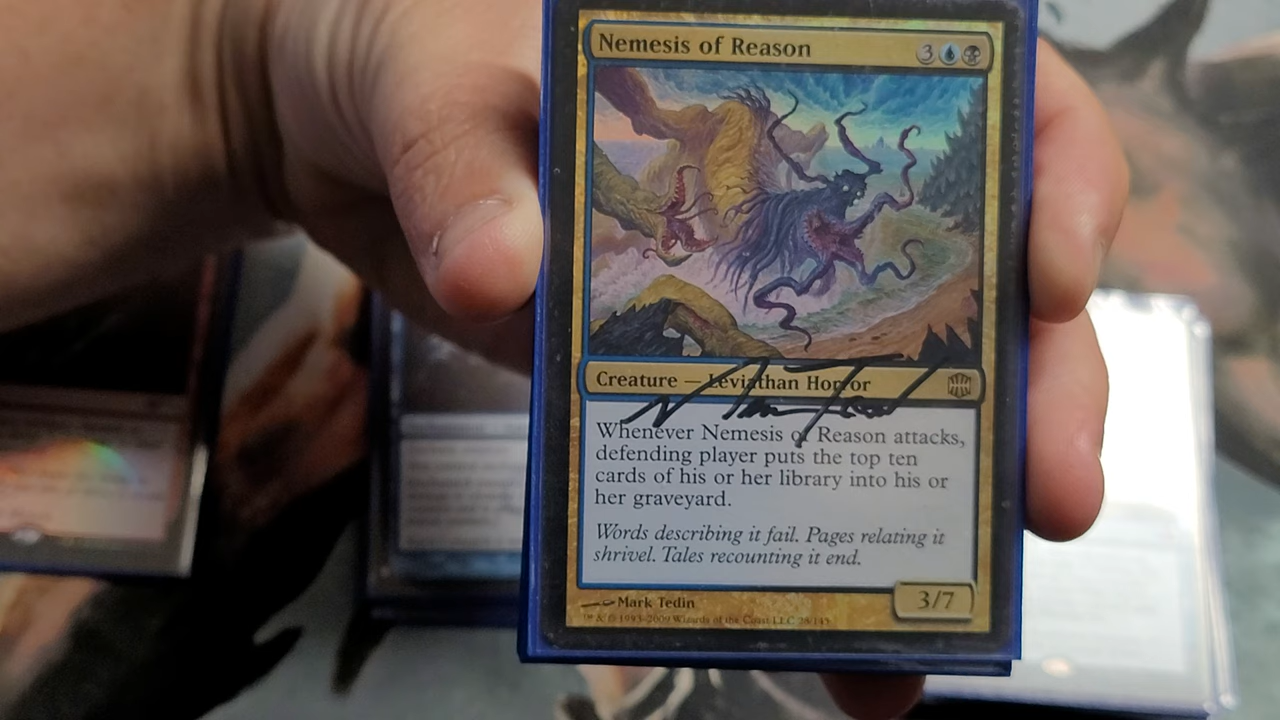 Nemesis of Reason 3
Creature — Leviathan Horror
Whenever Nemesis of Reason attacks,
defending player puts the top ten
cards of his or her library into his or
her graveyard.
Words describing it fail. Pages relating it
shrivel. Tales recounting it end.
Mark Tedin
3/7
™ & © 1993–2009 Wizards of the Coast LLC 28/145